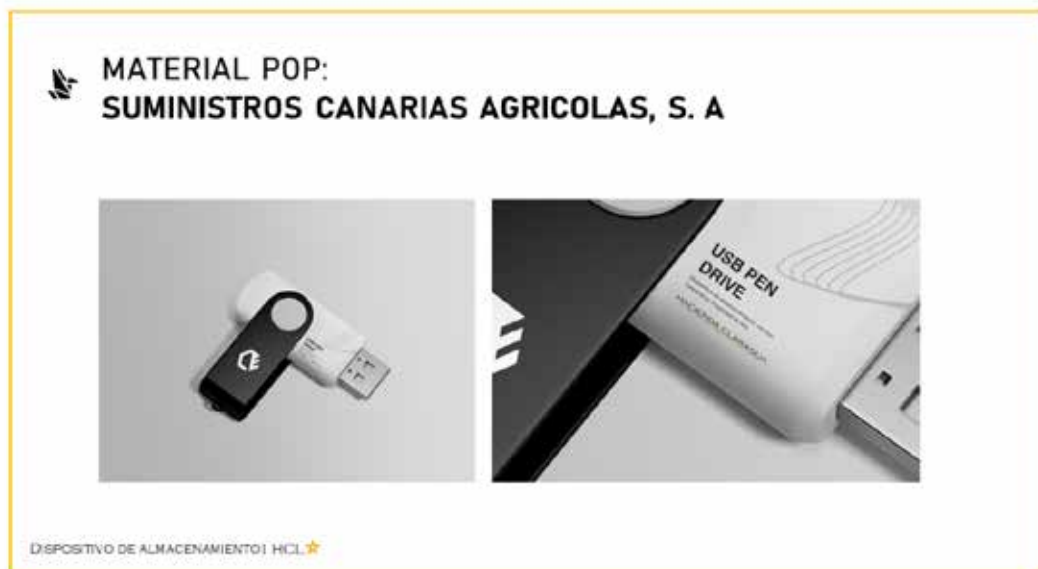 MATERIAL POP:
SUMINISTROS CANARIAS AGRICOLAS, S. A
USB PEN
DRIVE
DISPOSITIVO DE ALMACENAMIENTO| HCL